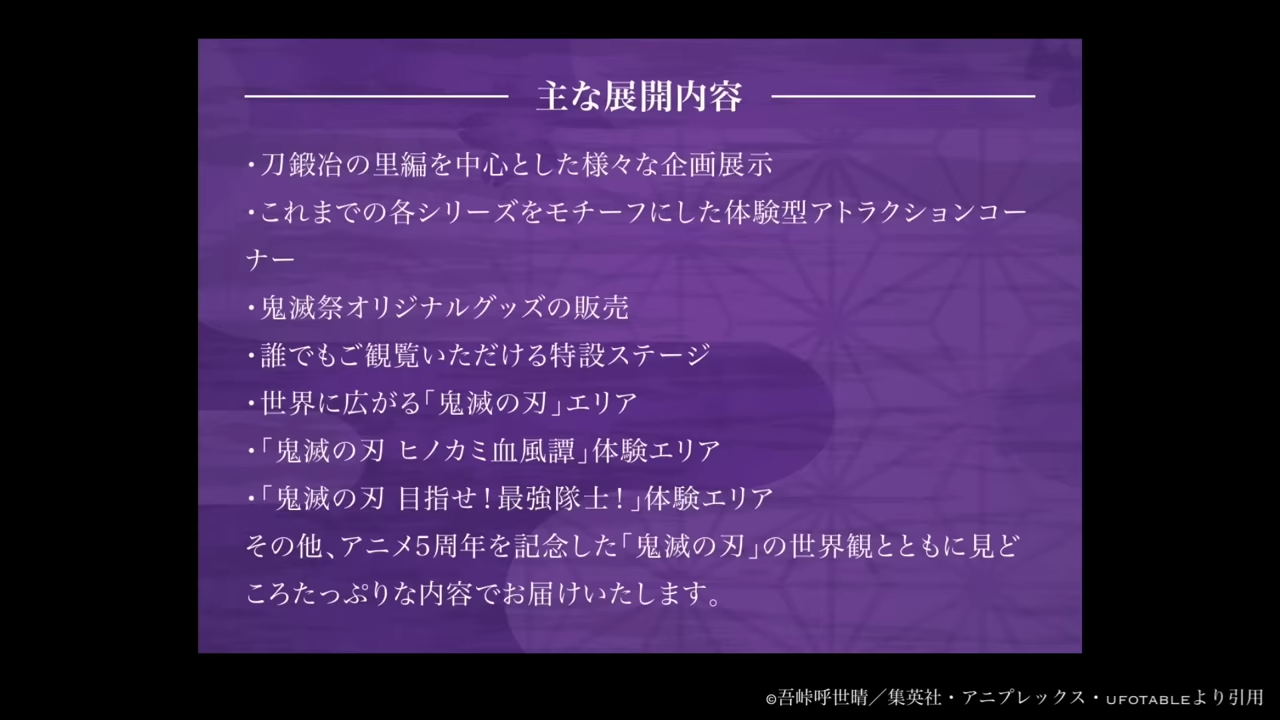 主な展開内容
・刀鍛冶の里編を中心とした様々な企画展示
・これまでの各シリーズをモチーフにした体験型アトラクションコー
ナー
・鬼滅祭オリジナルグッズの販売
・誰でもご観覧いただける特設ステージ
・世界に広がる「鬼滅の刃」エリア
・「鬼滅の刃 ヒノカミ血風譚」体験エリア
・「鬼滅の刃 目指せ!最強隊士!」体験エリア
その他、アニメ5周年を記念した「鬼滅の刃」の世界観とともに見ど
ころたっぷりな内容でお届けいたします。
©吾峠呼世晴／集英社・アニプレックス・UFOTABLEより引用